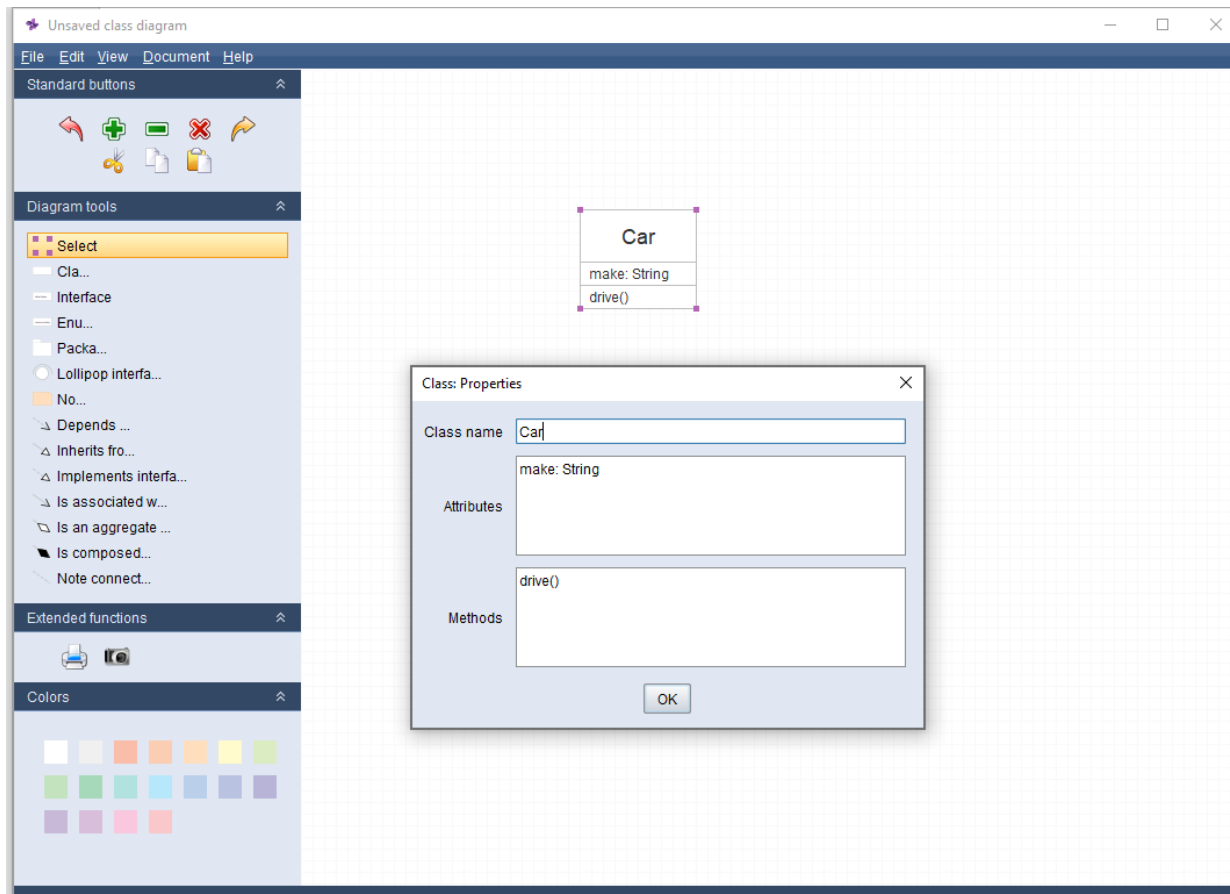 Unsaved class diagram
File Edit View Document Help
Standard buttons
Diagram tools
Select
Cla...
Interface
Enu...
Packa...
Lollipop interfa...
No...
Depends ...
Inherits fro...
Implements interfa...
Is associated w...
Is an aggregate ...
Is composed...
Note connect...
Extended functions
Colors
Car
make: String
drive()
Class: Properties
Class name Car
Attributes make: String
Methods drive()
OK